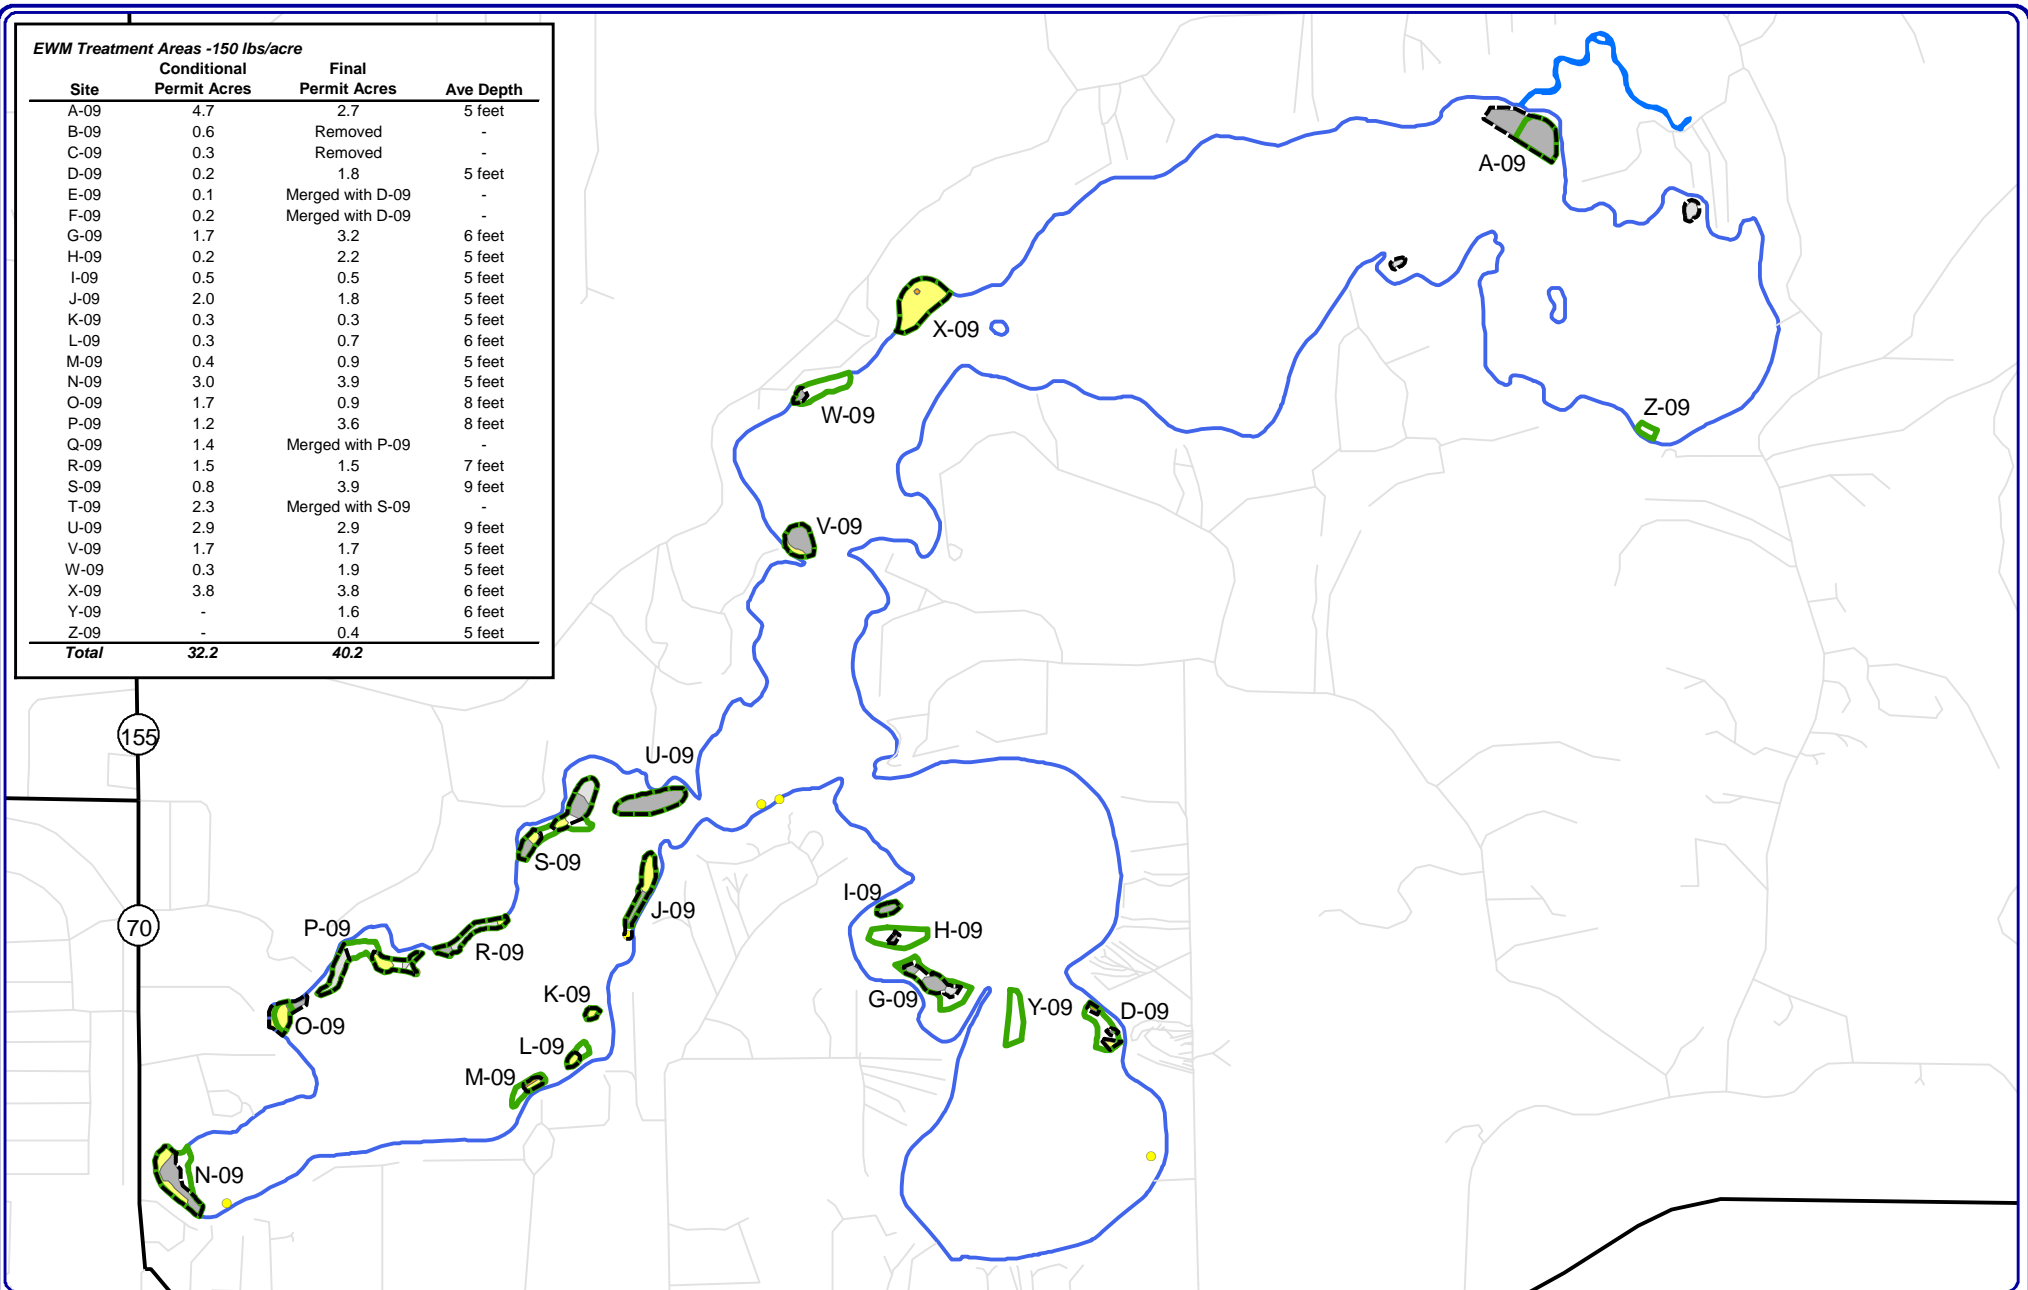 EWM Treatment Areas -150 lbs/acre
Conditional Final
Site Permit Acres Permit Acres Ave Depth
A-09 4.7 2.7 5 feet
B-09 0.6 Removed -
C-09 0.3 Removed -
D-09 0.2 1.8 5 feet
E-09 0.1 Merged with D-09 -
F-09 0.2 Merged with D-09 -
G-09 1.7 3.2 6 feet
H-09 0.2 2.2 5 feet
I-09 0.5 0.5 5 feet
J-09 2.0 1.8 5 feet
K-09 0.3 0.3 5 feet
L-09 0.3 0.7 6 feet
M-09 0.4 0.9 5 feet
N-09 3.0 3.9 5 feet
O-09 1.7 0.9 8 feet
P-09 1.2 3.6 8 feet
Q-09 1.4 Merged with P-09 -
R-09 1.5 1.5 7 feet
S-09 0.8 3.9 9 feet
T-09 2.3 Merged with S-09 -
U-09 2.9 2.9 9 feet
V-09 1.7 1.7 5 feet
W-09 0.3 1.9 5 feet
X-09 3.8 3.8 6 feet
Y-09 - 1.6 6 feet
Z-09 - 0.4 5 feet
Total 32.2 40.2
A-09
X-09
W-09
Z-09
V-09
155
U-09
S-09
I-09
J-09
70
P-09
H-09
R-09
K-09
G-09
Y-09
D-09
O-09
L-09
M-09
N-09